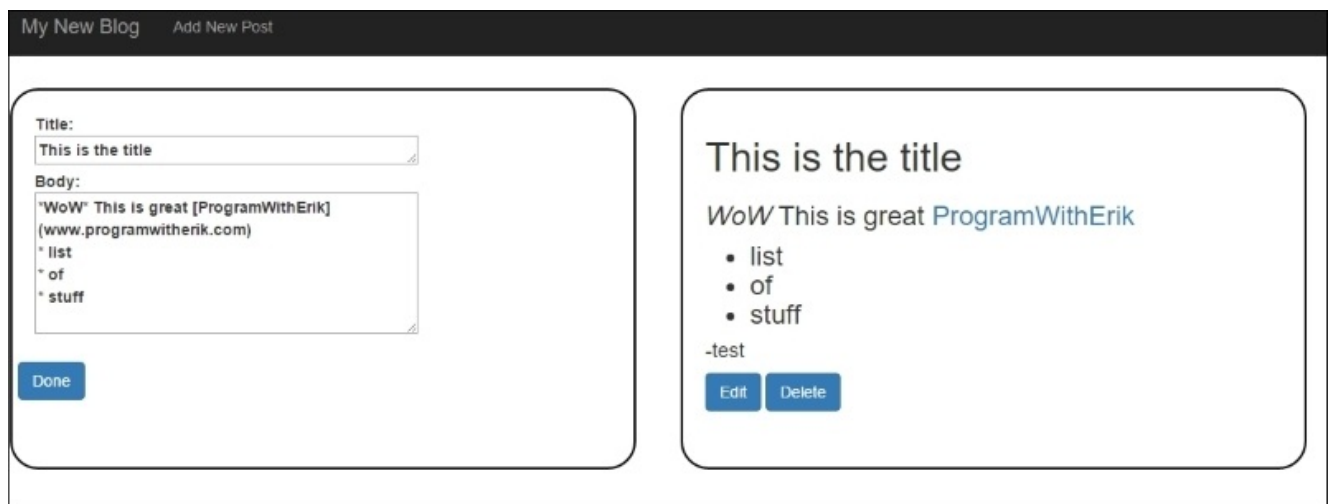 My New Blog Add New Post
Title:
This is the title
Body:
*WoW* This is great [ProgramWithErik]
(www.programwitherik.com)
* list
* of
* stuff
Done
This is the title
WoW This is great ProgramWithErik
• list
• of
• stuff
-test
Edit Delete